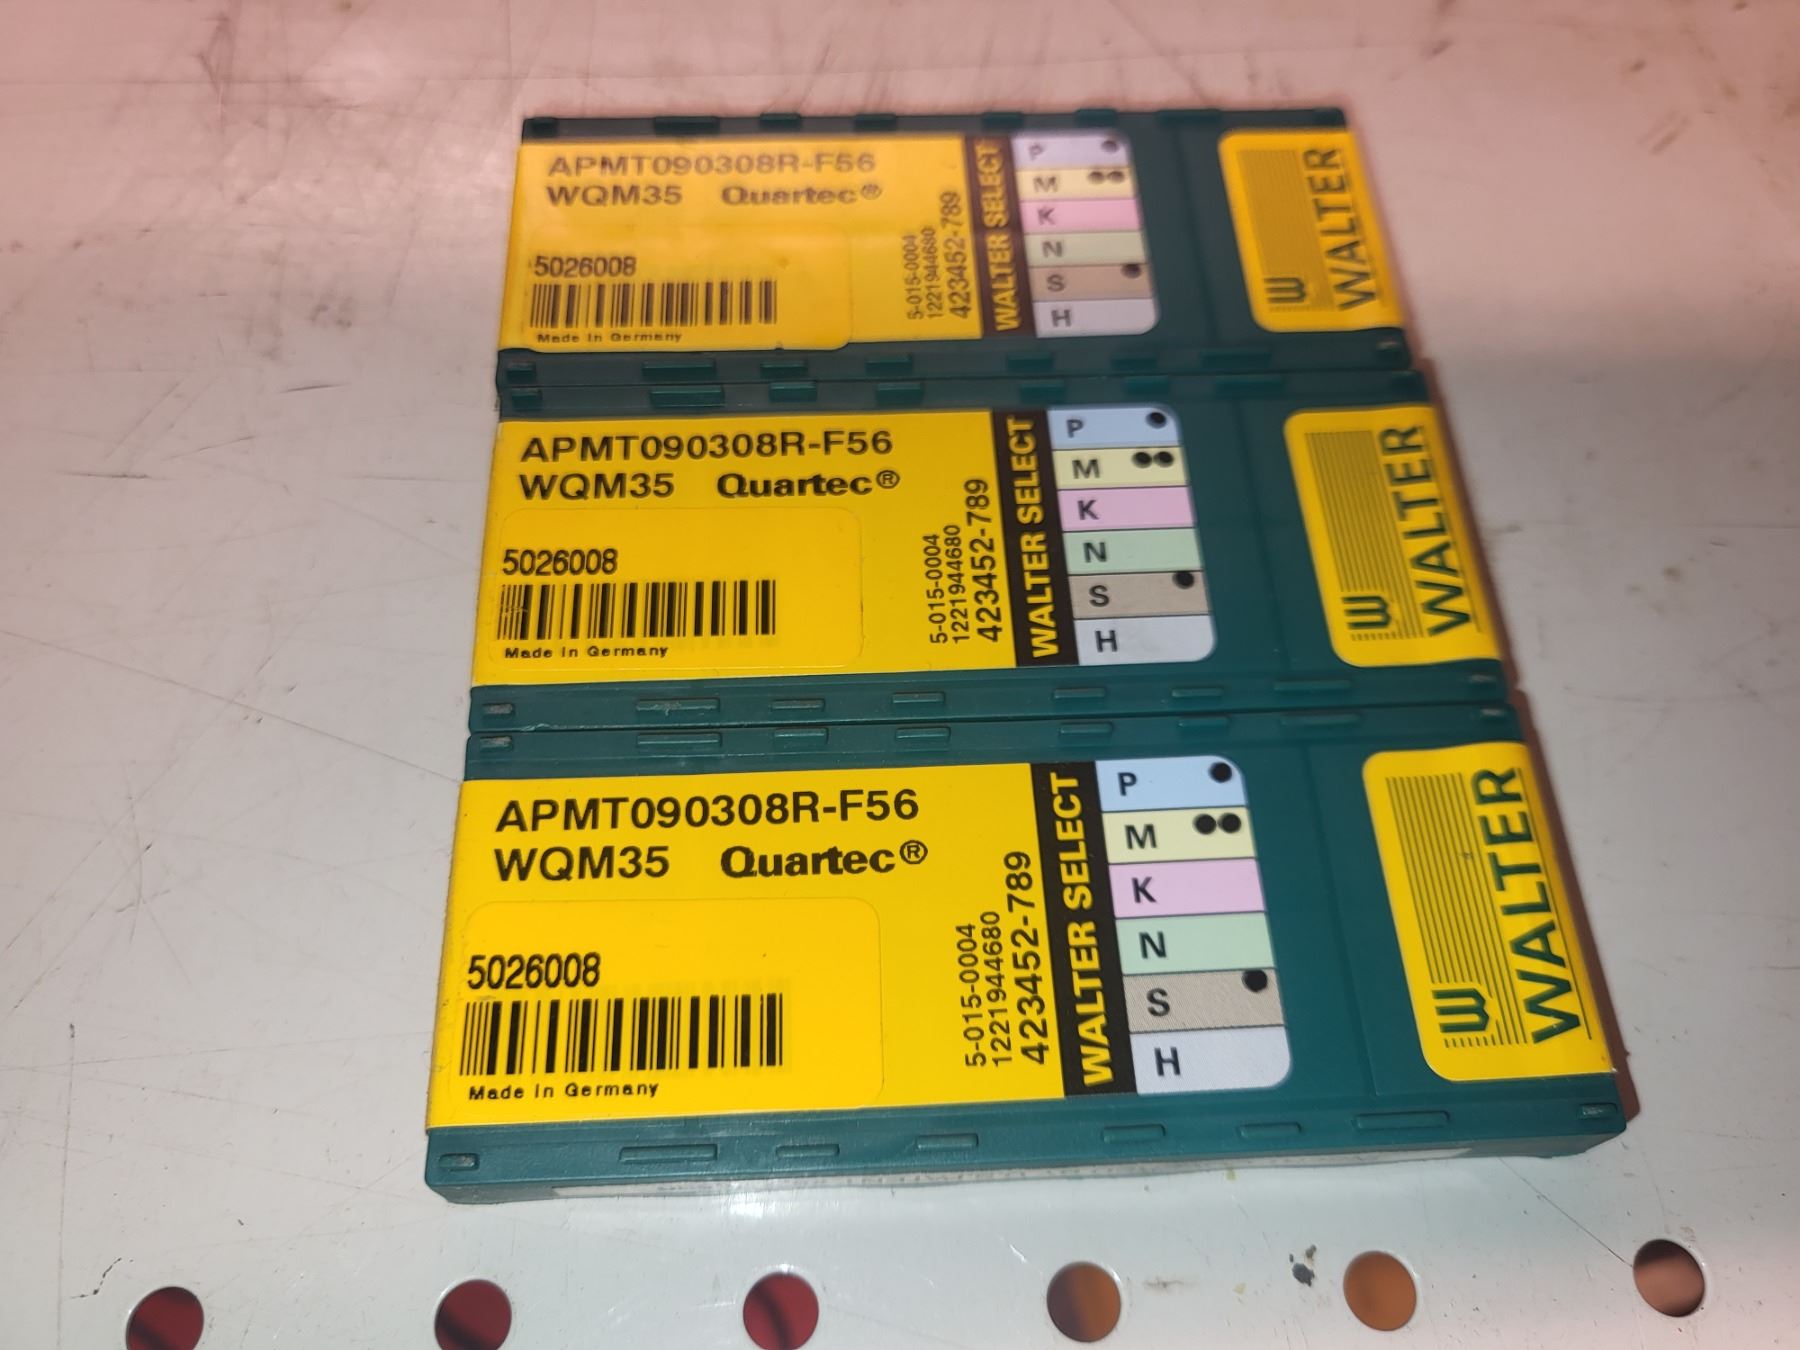 APMT090308R-F56
WQM35 Quartec®
5026008
Made in Germany
5-015-0004
1221944680
423452-789
WALTER SELECT
P
M
K
N
S
H
WALTER
APMT090308R-F56
WQM35 Quartec®
5026008
Made in Germany
5-015-0004
1221944680
423452-789
WALTER SELECT
P
M
K
N
S
H
WALTER
APMT090308R-F56
WQM35 Quartec®
5026008
Made in Germany
5-015-0004
1221944680
423452-789
WALTER SELECT
P
M
K
N
S
H
WALTER